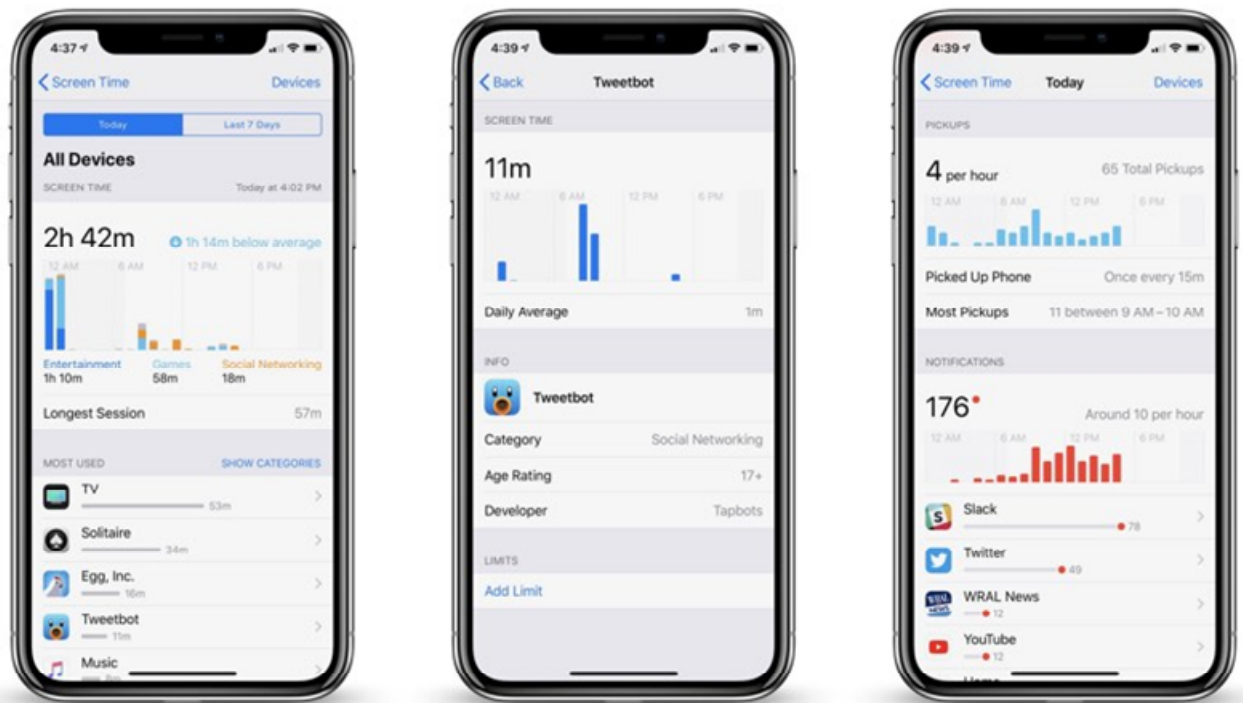 4:37
Screen Time Devices
Today Last 7 Days
All Devices
SCREEN TIME Today at 4:02 PM
2h 42m 1h 14m below average
12 AM 6 AM 12 PM 6 PM
Entertainment Games Social Networking
1h 10m 58m 18m
Longest Session 57m
MOST USED SHOW CATEGORIES
TV
53m
Solitaire
34m
Egg, Inc.
16m
Tweetbot
11m
Music
8m
4:39
Back Tweetbot
SCREEN TIME
11m
12 AM 6 AM 12 PM 6 PM
Daily Average 1m
INFO
Tweetbot
Category Social Networking
Age Rating 17+
Developer Tapbots
LIMITS
Add Limit
4:39
Screen Time Today Devices
PICKUPS
4 per hour 65 Total Pickups
12 AM 6 AM 12 PM 6 PM
Picked Up Phone Once every 15m
Most Pickups 11 between 9 AM – 10 AM
NOTIFICATIONS
176 Around 10 per hour
12 AM 6 AM 12 PM 6 PM
Slack
78
Twitter
49
WRAL News
12
YouTube
12